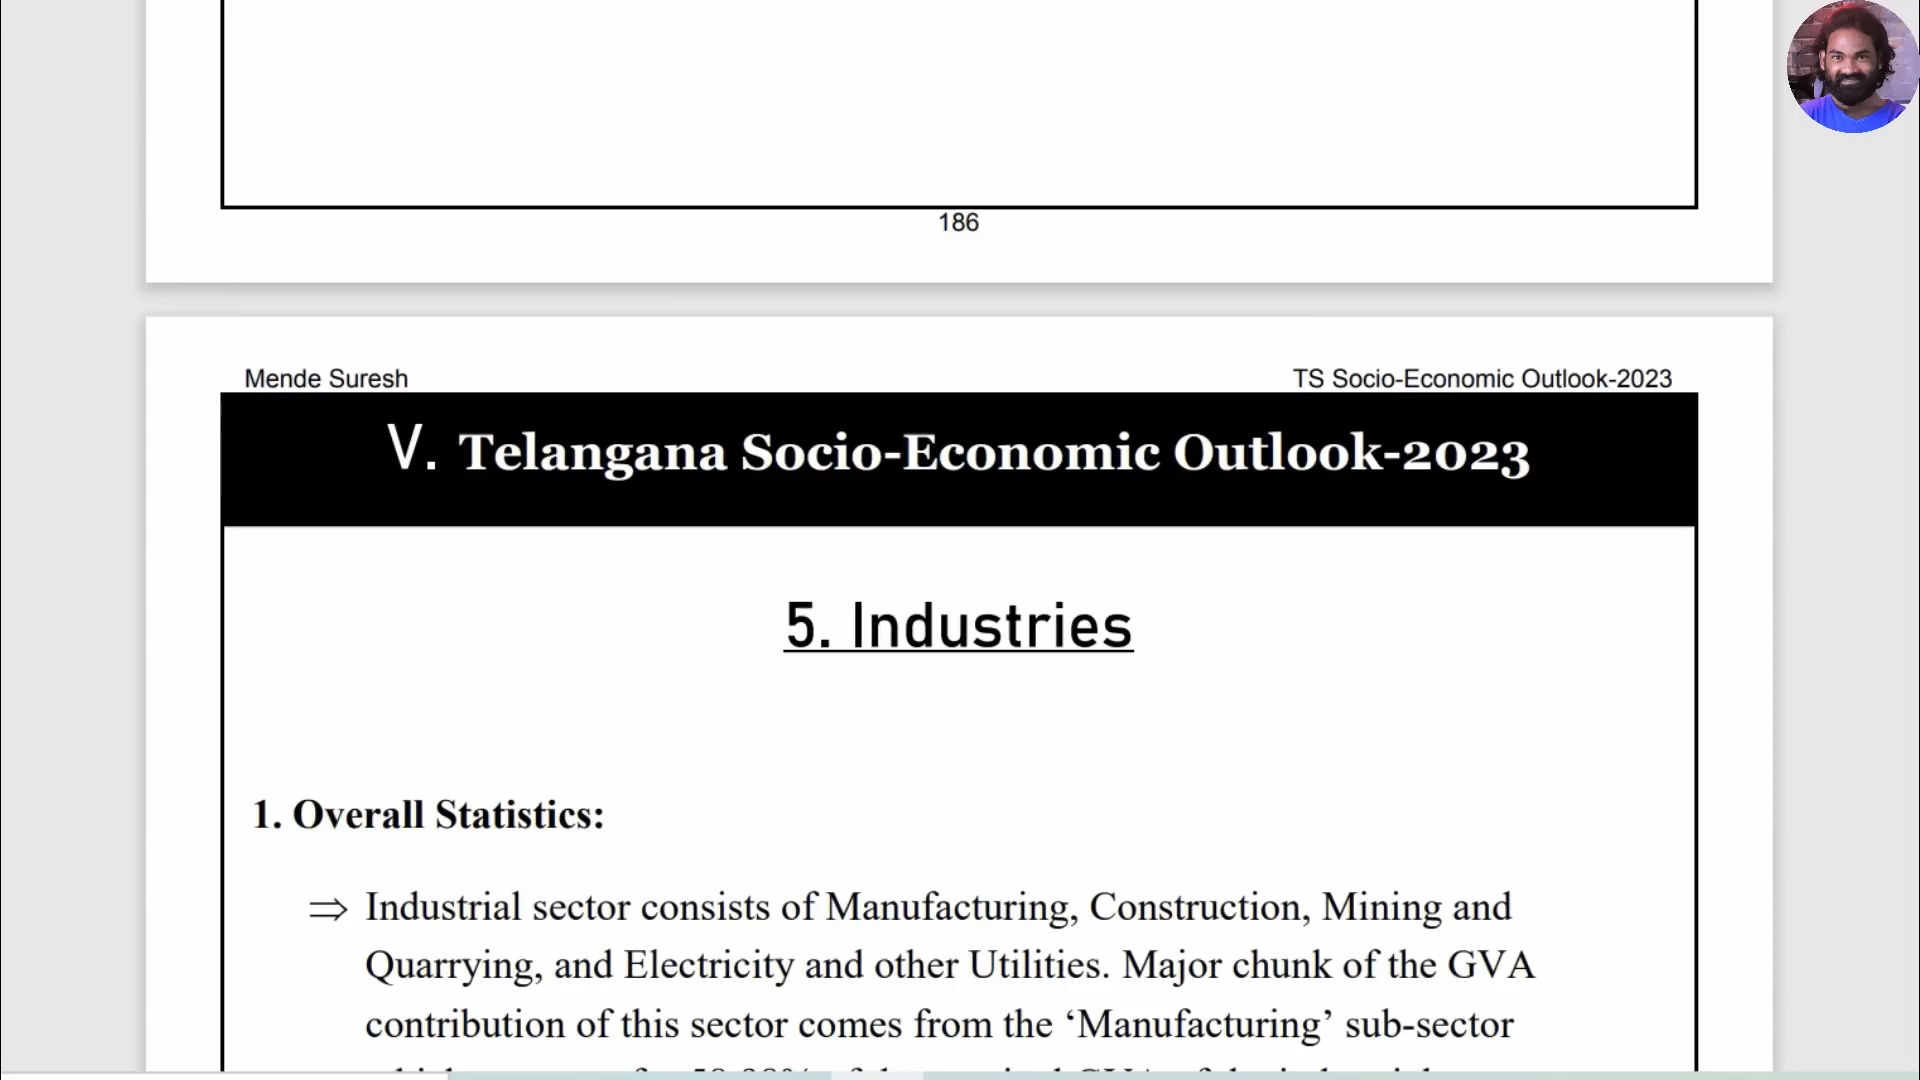 186
Mende Suresh
TS Socio-Economic Outlook-2023
V. Telangana Socio-Economic Outlook-2023
5. Industries
1. Overall Statistics:
⇒ Industrial sector consists of Manufacturing, Construction, Mining and
Quarrying, and Electricity and other Utilities. Major chunk of the GVA
contribution of this sector comes from the ‘Manufacturing’ sub-sector